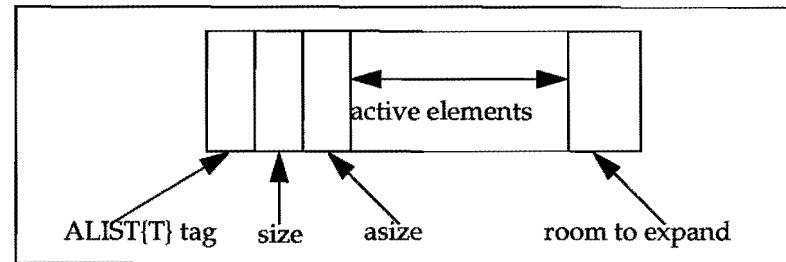 active elements
ALIST{T} tag size asize room to expand